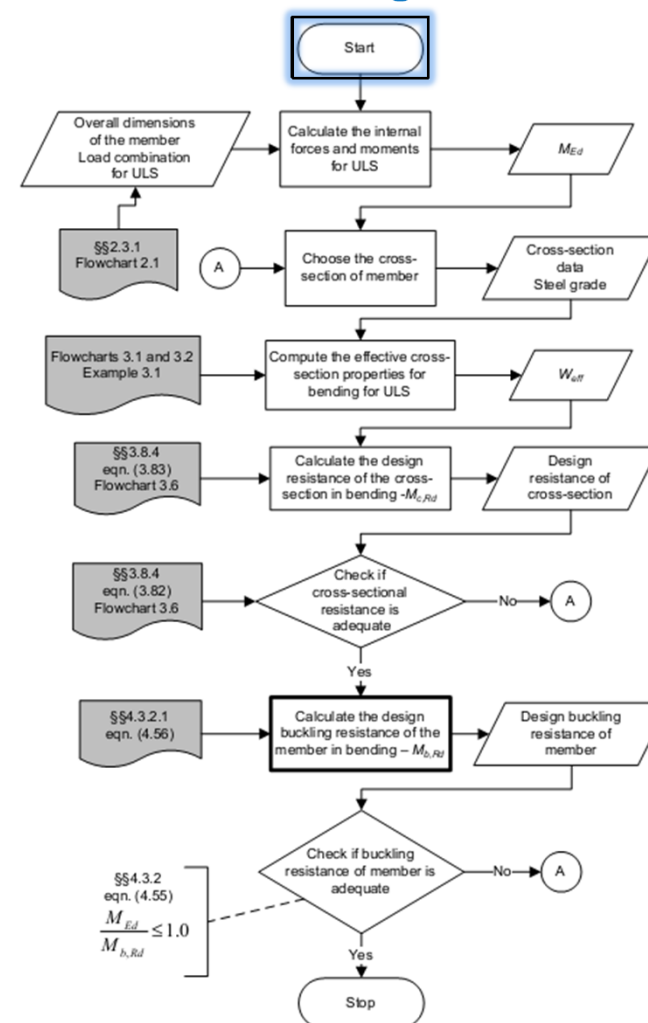 Start
Overall dimensions
of the member
Load combination
for ULS
Calculate the internal
forces and moments
for ULS
M_Ed
§§2.3.1
Flowchart 2.1
A
Choose the cross-
section of member
Cross-section
data
Steel grade
Flowcharts 3.1 and 3.2
Example 3.1
Compute the effective cross-
section properties for
bending for ULS
W_eff
§§3.8.4
eqn. (3.83)
Flowchart 3.6
Calculate the design
resistance of the cross-
section in bending -M_c,Rd
Design
resistance of
cross-section
§§3.8.4
eqn. (3.82)
Flowchart 3.6
Check if
cross-sectional
resistance is
adequate
No
A
Yes
§§4.3.2.1
eqn. (4.56)
Calculate the design
buckling resistance of the
member in bending – M_b,Rd
Design buckling
resistance of
member
§§4.3.2
eqn. (4.55)
M_Ed / M_b,Rd ≤ 1.0
Check if buckling
resistance of member is
adequate
No
A
Yes
Stop